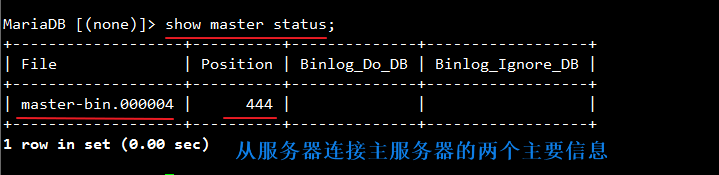 MariaDB [(none)]> show master status;
+-------------------+----------+--------------+------------------+
| File | Position | Binlog_Do_DB | Binlog_Ignore_DB |
+-------------------+----------+--------------+------------------+
| master-bin.000004 | 444 | | |
+-------------------+----------+--------------+------------------+
1 row in set (0.00 sec) 从服务器连接主服务器的两个主要信息